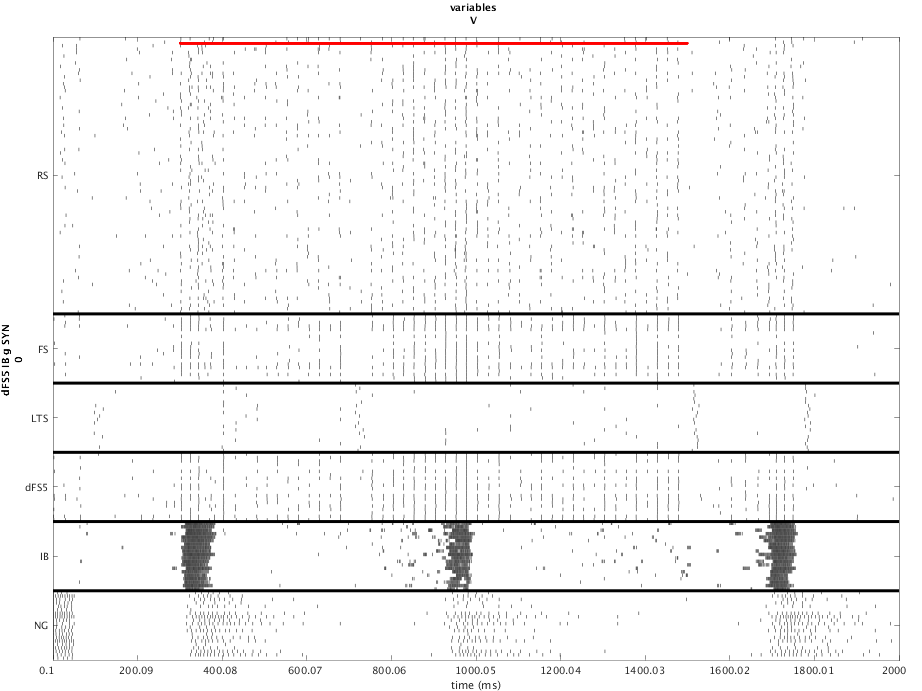 variables
V
RS
FS
LTS
dFS5
IB
NG
dFS5 IB g SYN
0
0.1 200.09 400.08 600.07 800.06 1000.05 1200.04 1400.03 1600.02 1800.01 2000
time (ms)